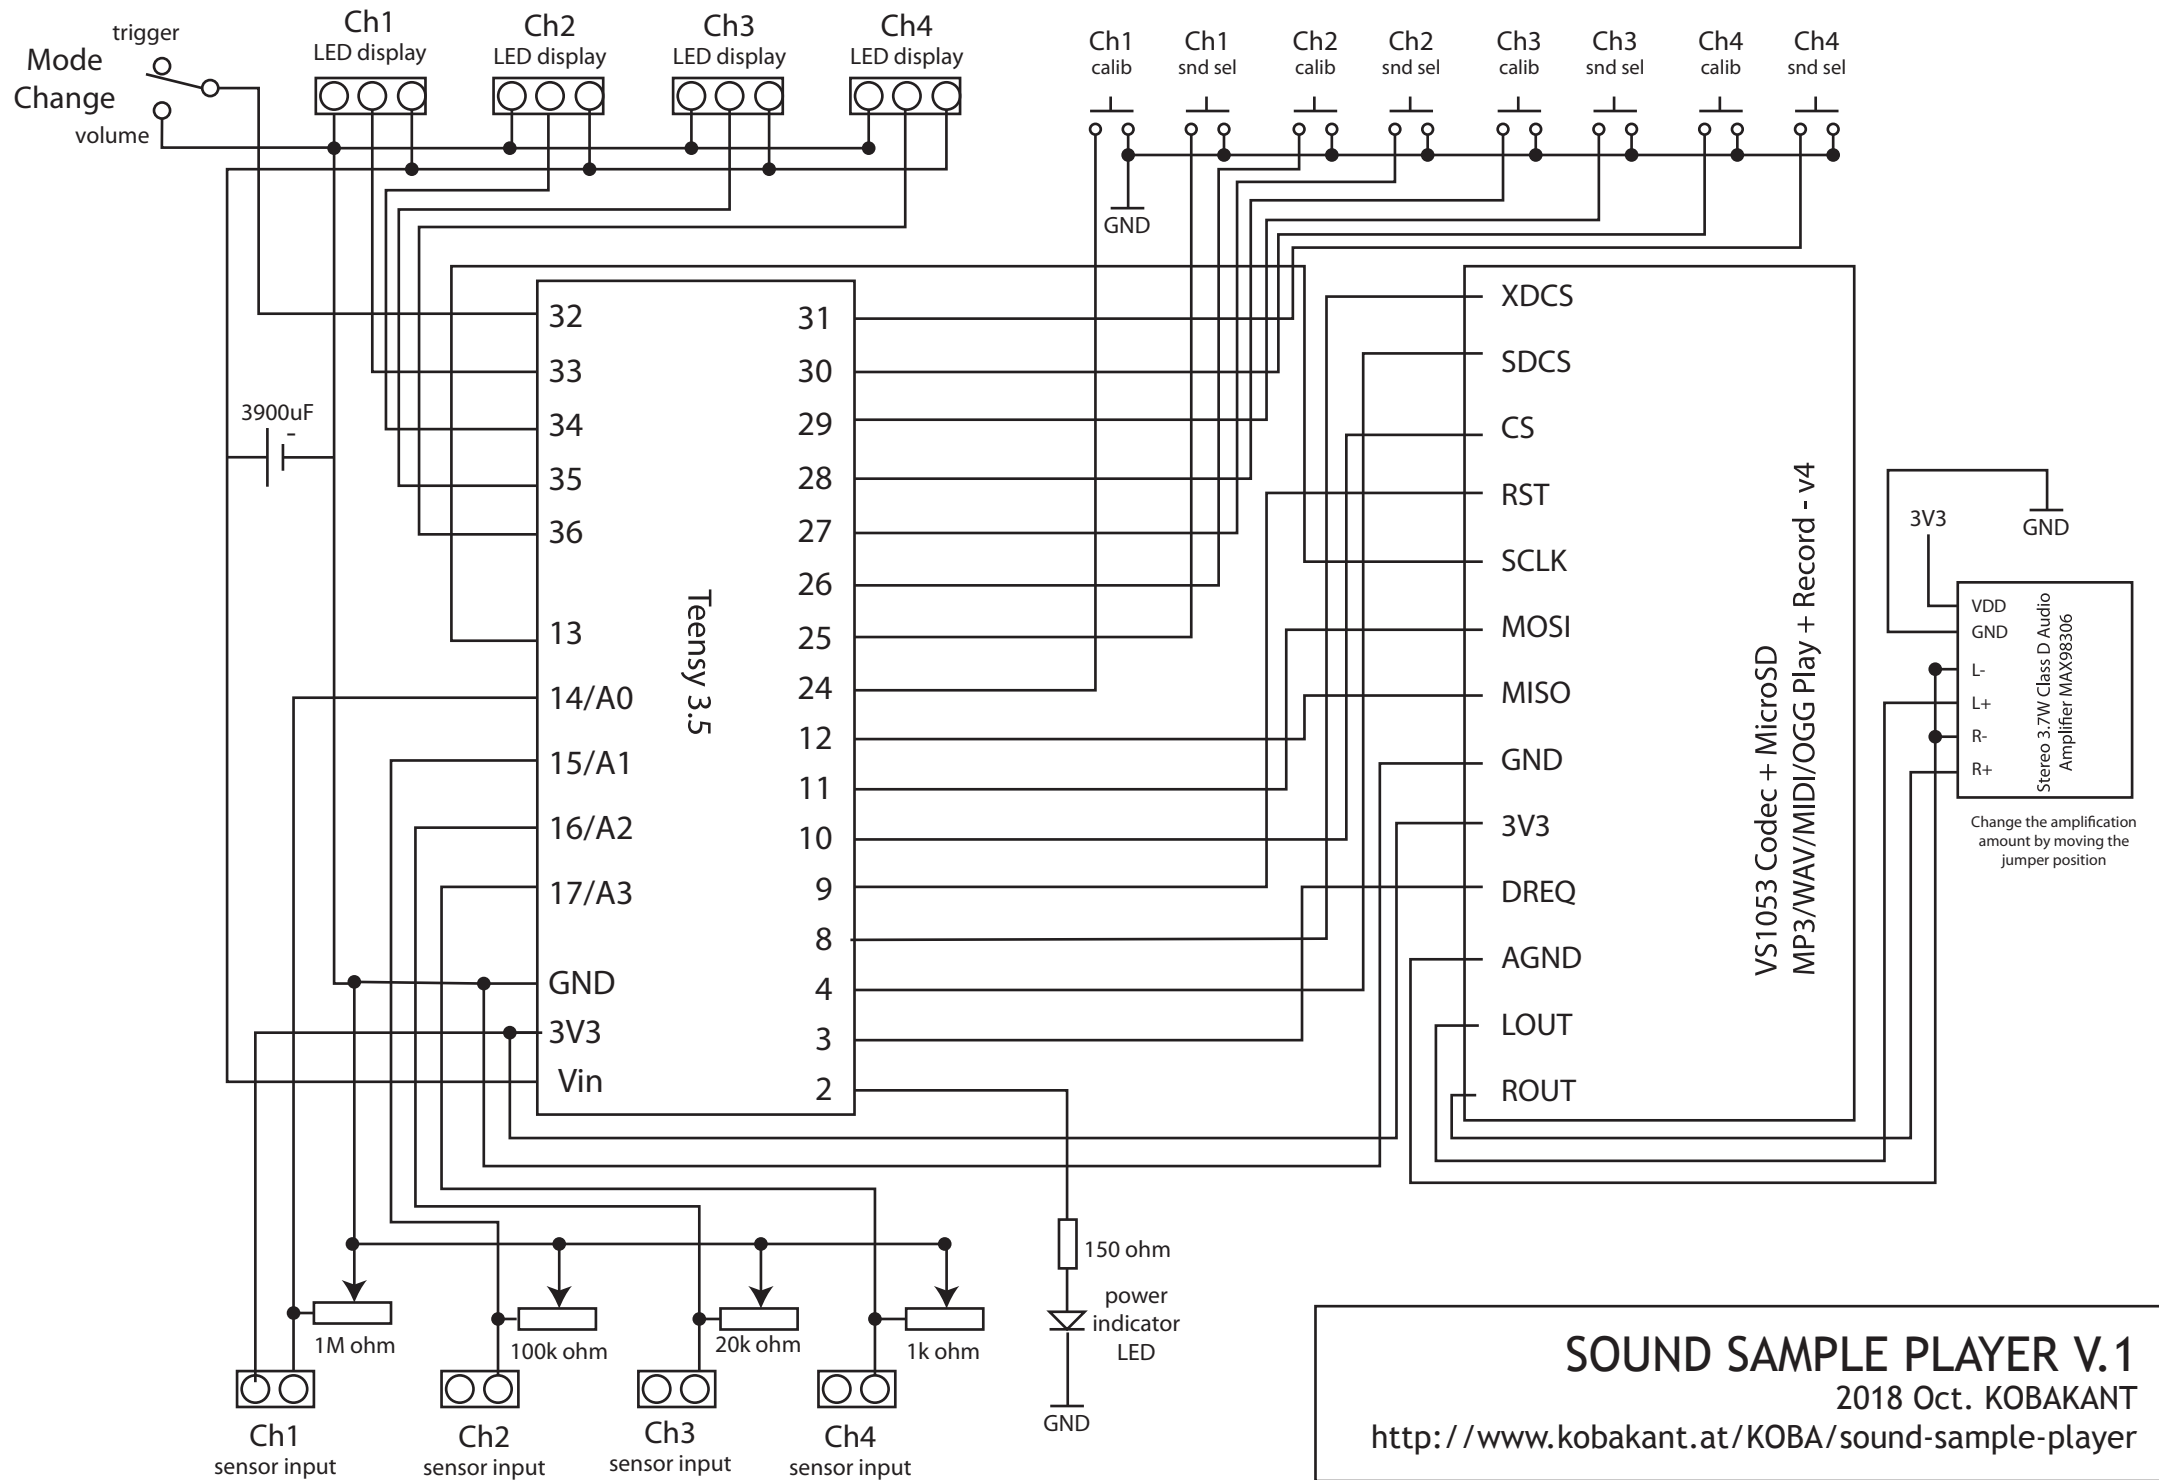 Mode
Change
trigger
volume
Ch1
LED display
Ch2
LED display
Ch3
LED display
Ch4
LED display
Ch1
calib
Ch1
snd sel
Ch2
calib
Ch2
snd sel
Ch3
calib
Ch3
snd sel
Ch4
calib
Ch4
snd sel
GND
3900uF
-
32
33
34
35
36
13
14/A0
15/A1
16/A2
17/A3
GND
3V3
Vin
Teensy 3.5
31
30
29
28
27
26
25
24
12
11
10
9
8
4
3
2
XDCS
SDCS
CS
RST
SCLK
MOSI
MISO
GND
3V3
DREQ
AGND
LOUT
ROUT
VS1053 Codec + MicroSD
MP3/WAV/MIDI/OGG Play + Record - v4
3V3
GND
VDD
GND
L-
L+
R-
R+
Stereo 3.7W Class D Audio
Amplifier MAX98306
Change the amplification
amount by moving the
jumper position
1M ohm
100k ohm
20k ohm
1k ohm
Ch1
sensor input
Ch2
sensor input
Ch3
sensor input
Ch4
sensor input
150 ohm
power
indicator
LED
GND
SOUND SAMPLE PLAYER V.1
2018 Oct. KOBAKANT
http://www.kobakant.at/KOBA/sound-sample-player